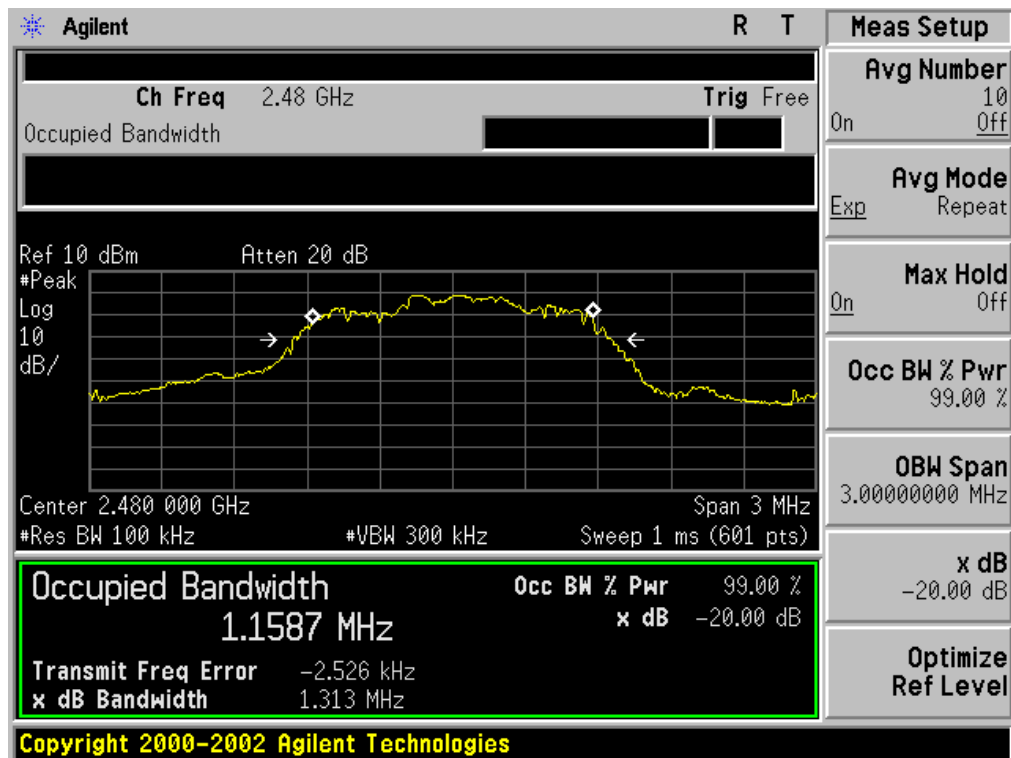 Agilent R T
Ch Freq 2.48 GHz Trig Free
Occupied Bandwidth
Ref 10 dBm Atten 20 dB
#Peak
Log
10
dB/
Center 2.480 000 GHz Span 3 MHz
#Res BW 100 kHz #VBW 300 kHz Sweep 1 ms (601 pts)
Occupied Bandwidth Occ BW % Pwr 99.00 %
1.1587 MHz x dB -20.00 dB
Transmit Freq Error -2.526 kHz
x dB Bandwidth 1.313 MHz
Copyright 2000-2002 Agilent Technologies
Meas Setup
Avg Number
10
On Off
Avg Mode
Exp Repeat
Max Hold
On Off
Occ BW % Pwr
99.00 %
OBW Span
3.00000000 MHz
x dB
-20.00 dB
Optimize
Ref Level